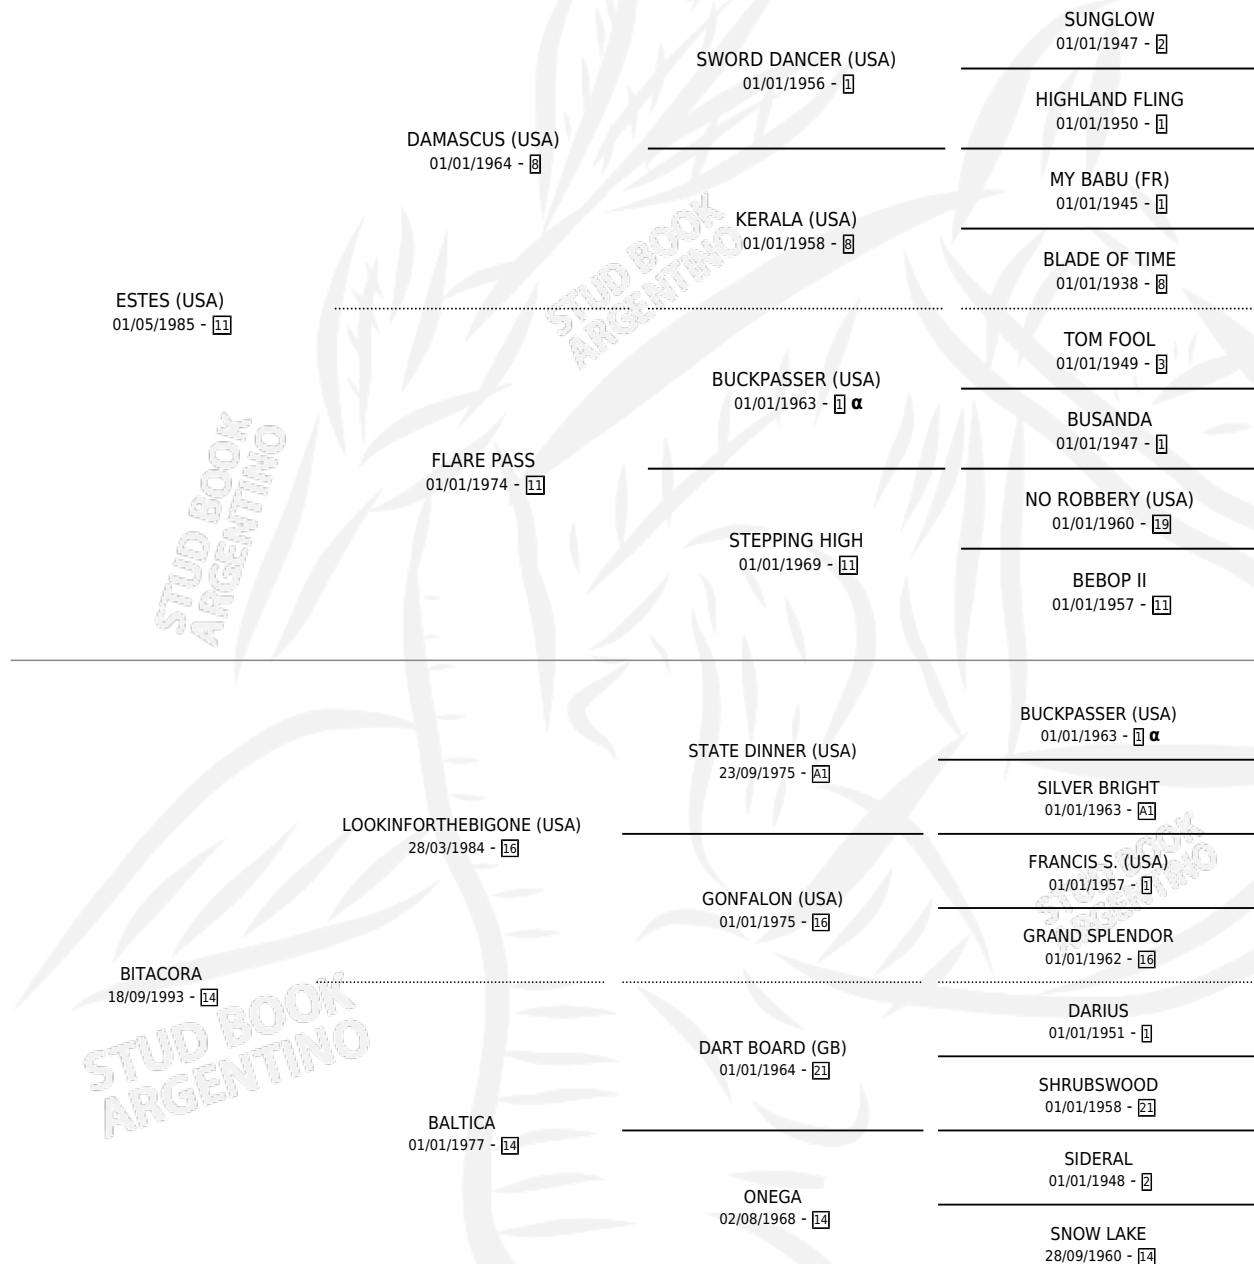 SUNGLOW
01/01/1947 - 2
SWORD DANCER (USA)
01/01/1956 - 1
HIGHLAND FLING
01/01/1950 - 1
DAMASCUS (USA)
01/01/1964 - 8
MY BABU (FR)
01/01/1945 - 1
KERALA (USA)
01/01/1958 - 8
BLADE OF TIME
01/01/1938 - 8
ESTES (USA)
01/05/1985 - 11
TOM FOOL
01/01/1949 - 3
BUCKPASSER (USA)
01/01/1963 - 1 α
BUSANDA
01/01/1947 - 1
FLARE PASS
01/01/1974 - 11
NO ROBBERY (USA)
01/01/1960 - 19
STEPPING HIGH
01/01/1969 - 11
BEBOP II
01/01/1957 - 11
BUCKPASSER (USA)
01/01/1963 - 1 α
STATE DINNER (USA)
23/09/1975 - A1
SILVER BRIGHT
01/01/1963 - A1
LOOKINFORTHEBIGONE (USA)
28/03/1984 - 16
FRANCIS S. (USA)
01/01/1957 - 1
GONFALON (USA)
01/01/1975 - 16
GRAND SPLENDOR
01/01/1962 - 16
BITACORA
18/09/1993 - 14
DARIUS
01/01/1951 - 1
DART BOARD (GB)
01/01/1964 - 21
SHRUBSWOOD
01/01/1958 - 21
BALTICA
01/01/1977 - 14
SIDERAL
01/01/1948 - 2
ONEGA
02/08/1968 - 14
SNOW LAKE
28/09/1960 - 14
STUD BOOK
ARGENTINO
STUD BOOK
ARGENTINO
STUD BOOK
ARGENTINO
STUD BOOK
ARGENTINO